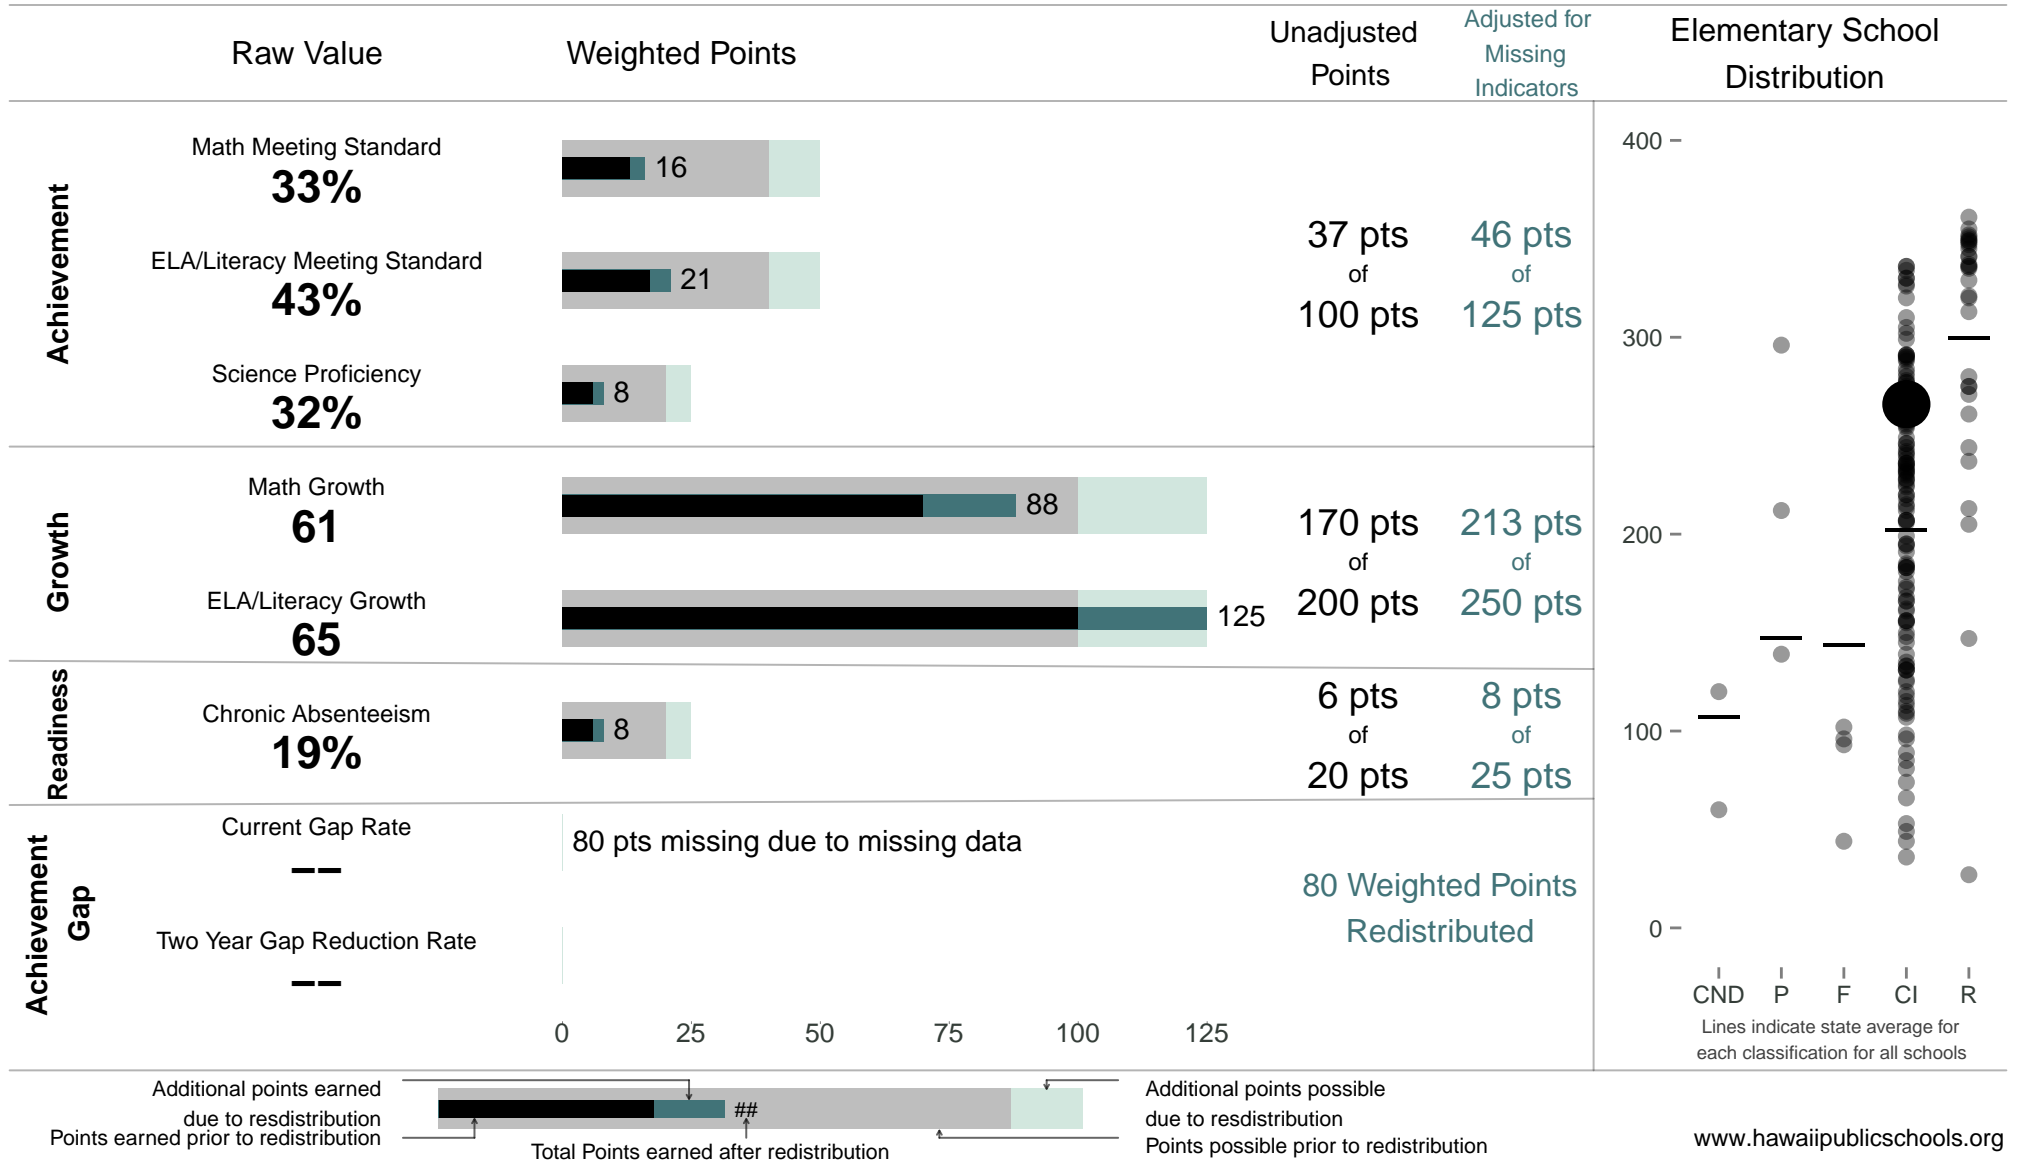 Raw Value
Weighted Points
Unadjusted
Points
Adjusted for
Missing
Indicators
Elementary School
Distribution
Achievement
Math Meeting Standard
33%
16
ELA/Literacy Meeting Standard
43%
21
Science Proficiency
32%
8
37 pts
of
100 pts
46 pts
of
125 pts
Growth
Math Growth
61
88
ELA/Literacy Growth
65
125
170 pts
of
200 pts
213 pts
of
250 pts
Readiness
Chronic Absenteeism
19%
8
6 pts
of
20 pts
8 pts
of
25 pts
Achievement
Gap
Current Gap Rate
--
80 pts missing due to missing data
Two Year Gap Reduction Rate
--
80 Weighted Points
Redistributed
0 25 50 75 100 125
400
300
200
100
0
CND P F CI R
Lines indicate state average for
each classification for all schools
Additional points earned
due to resdistribution
Points earned prior to redistribution
##
Total Points earned after redistribution
Additional points possible
due to resdistribution
Points possible prior to redistribution
www.hawaiipublicschools.org